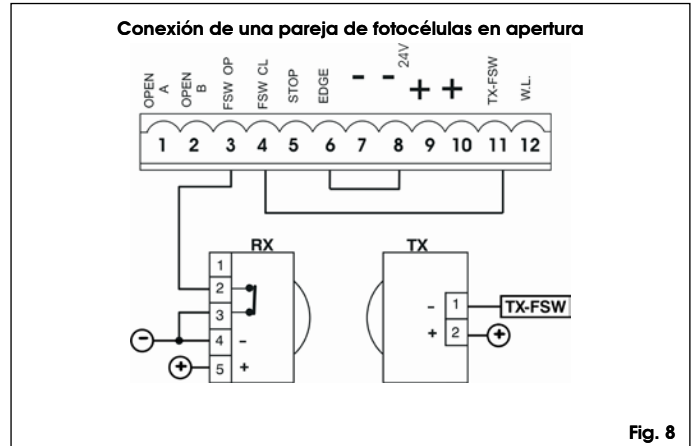 Conexión de una pareja de fotocélulas en apertura
OPEN A
OPEN B
FSW OP
FSW CL
STOP
EDGE
-
-
24V
+
+
TX-FSW
W.L.
1 2 3 4 5 6 7 8 9 10 11 12
RX
TX
1
2
3
4 -
5 +
-
+
- 1
+ 2
TX-FSW
+
Fig. 8